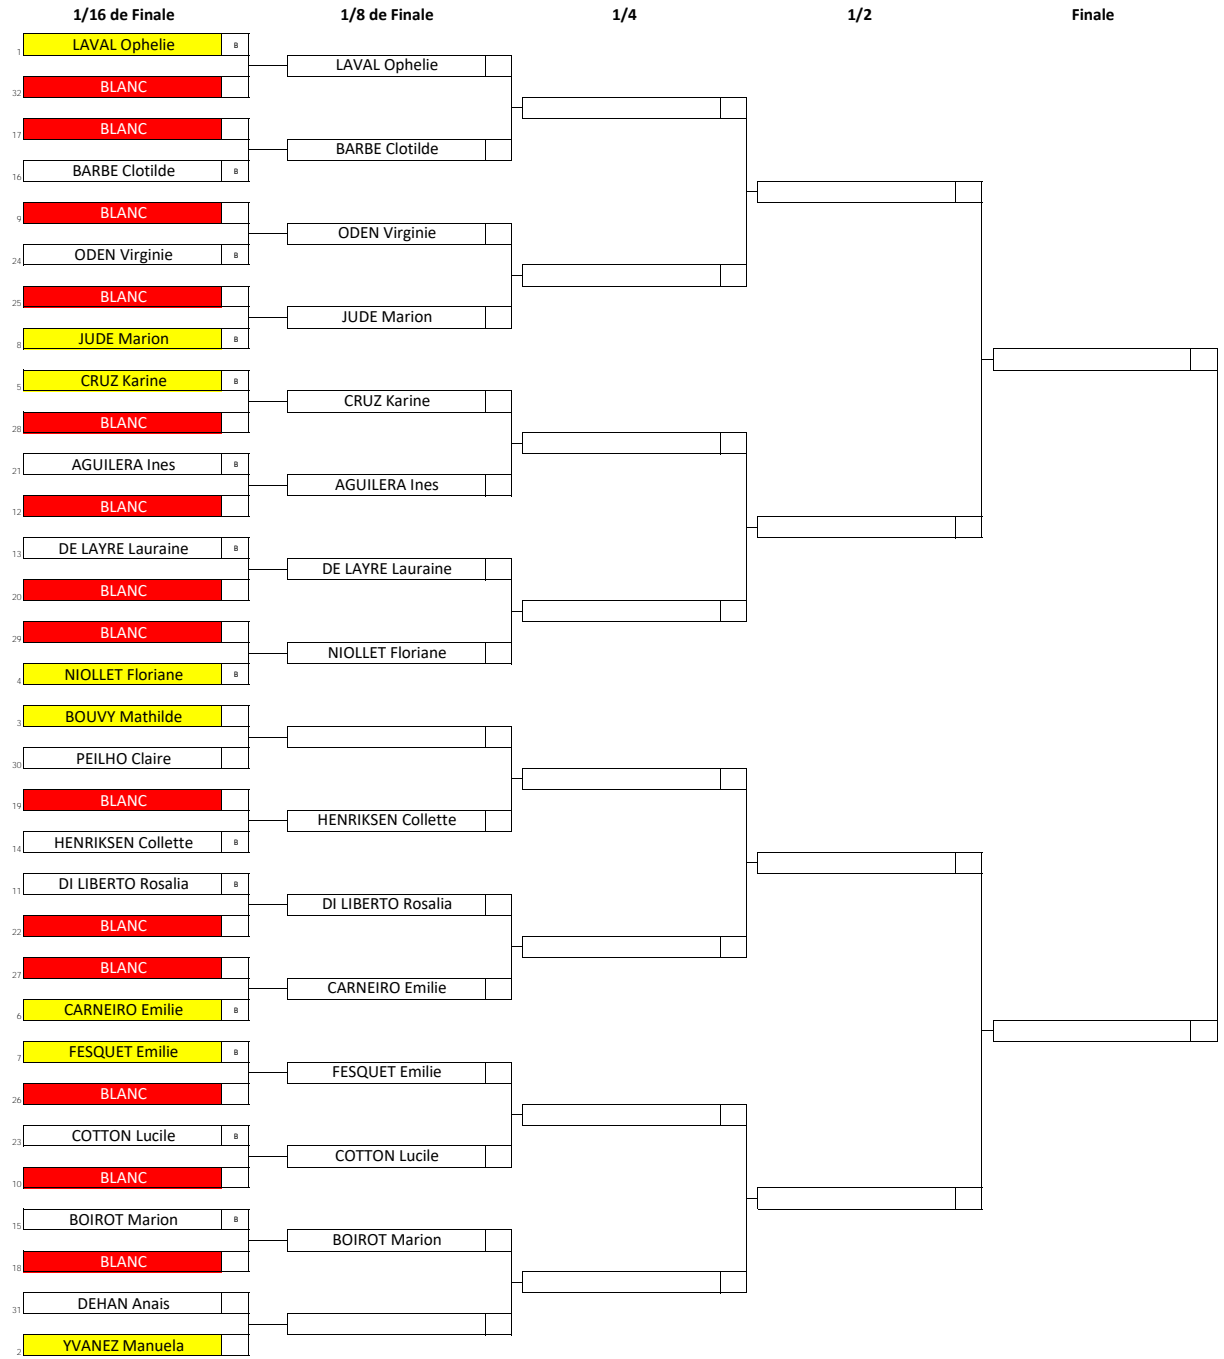 1/16 de Finale 1/8 de Finale 1/4 1/2 Finale
1 LAVAL Ophelie B
LAVAL Ophelie
32 BLANC
17 BLANC
BARBE Clotilde
16 BARBE Clotilde B
9 BLANC
ODEN Virginie
24 ODEN Virginie B
25 BLANC
JUDE Marion
8 JUDE Marion B
5 CRUZ Karine B
CRUZ Karine
28 BLANC
21 AGUILERA Ines B
AGUILERA Ines
12 BLANC
13 DE LAYRE Lauraine B
DE LAYRE Lauraine
20 BLANC
29 BLANC
NIOLLET Floriane
4 NIOLLET Floriane B
3 BOUVY Mathilde
30 PEILHO Claire
19 BLANC
HENRIKSEN Collette
14 HENRIKSEN Collette B
11 DI LIBERTO Rosalia B
DI LIBERTO Rosalia
22 BLANC
27 BLANC
CARNEIRO Emilie
6 CARNEIRO Emilie B
7 FESQUET Emilie B
FESQUET Emilie
26 BLANC
23 COTTON Lucile B
COTTON Lucile
10 BLANC
15 BOIROT Marion B
BOIROT Marion
18 BLANC
31 DEHAN Anais
2 YVANEZ Manuela